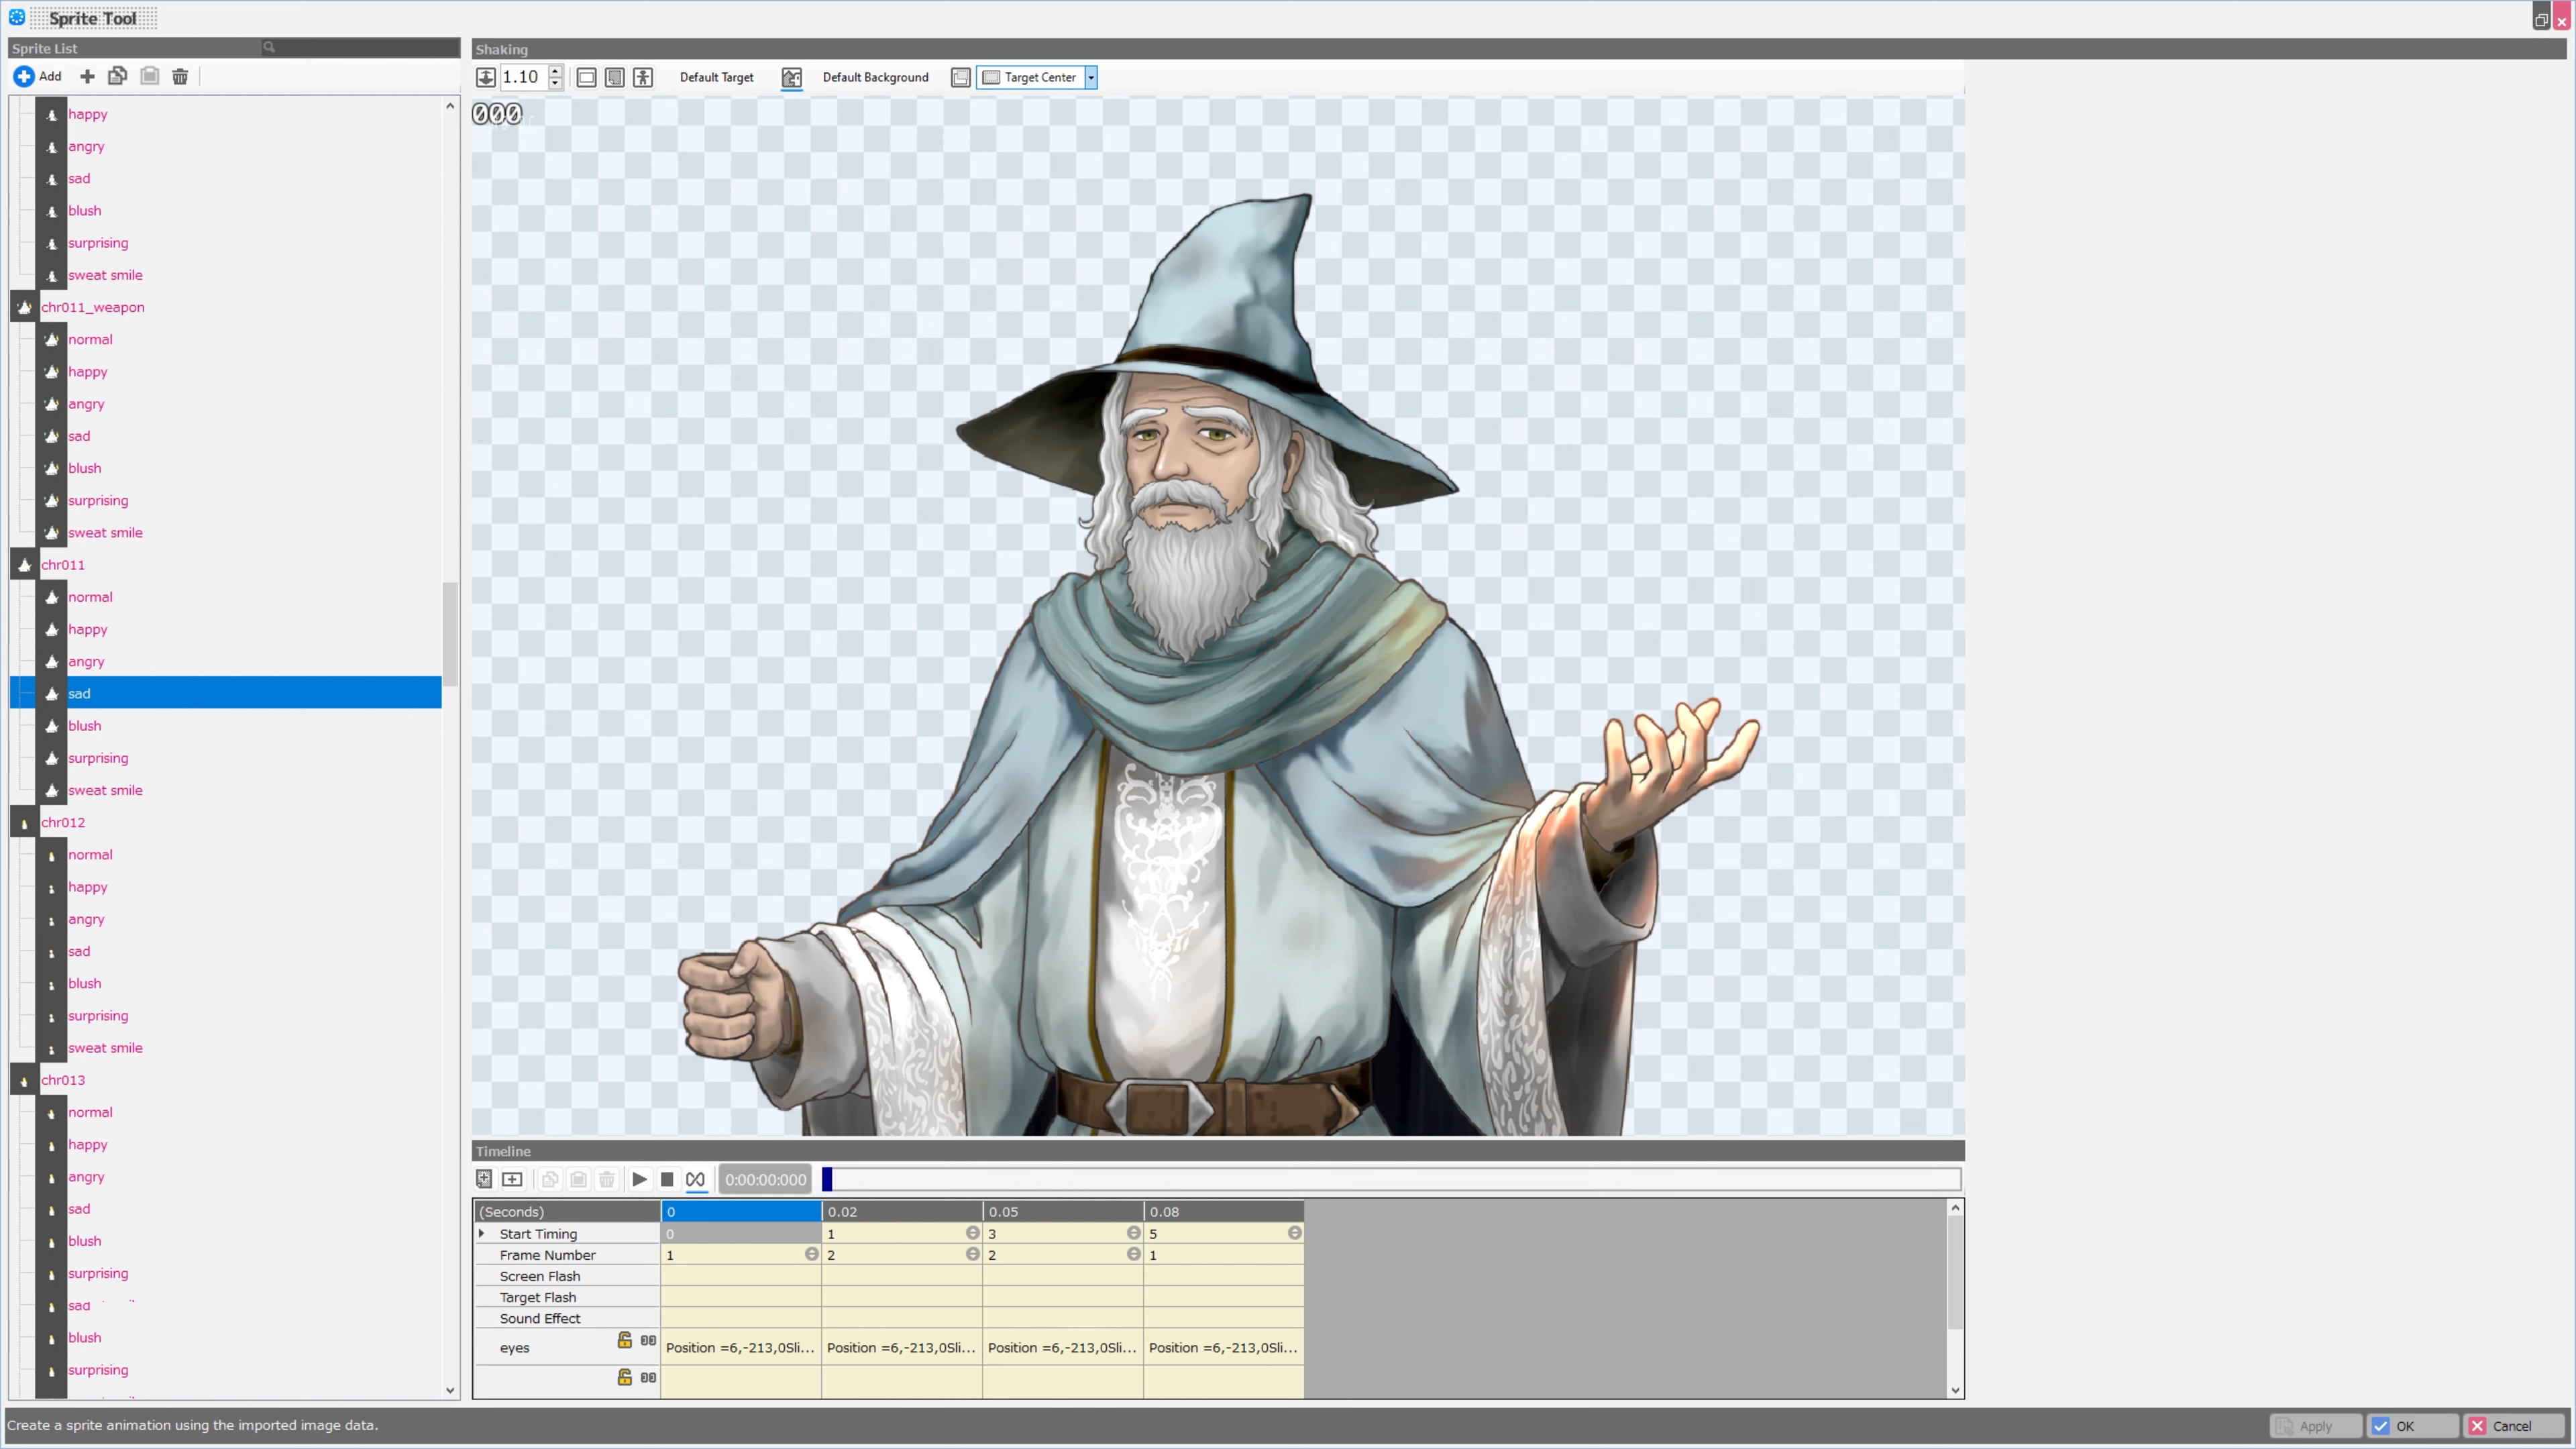 Sprite Tool
Sprite List
Add
happy
angry
sad
blush
surprising
sweat smile
chr011_weapon
normal
happy
angry
sad
blush
surprising
sweat smile
chr011
normal
happy
angry
sad
blush
surprising
sweat smile
chr012
normal
happy
angry
sad
blush
surprising
sweat smile
chr013
normal
happy
angry
sad
blush
surprising
sad
blush
surprising
Shaking
1.10 Default Target Default Background Target Center
000
Timeline
0:00:00:000
(Seconds) 0 0.02 0.05 0.08
Start Timing 0 1 3 5
Frame Number 1 2 2 1
Screen Flash
Target Flash
Sound Effect
eyes Position =6,-213,0Sli... Position =6,-213,0Sli... Position =6,-213,0Sli... Position =6,-213,0Sli...
Create a sprite animation using the imported image data.
Apply OK Cancel